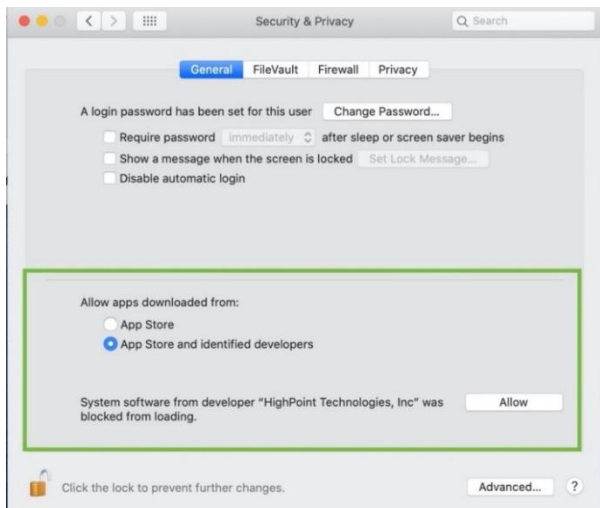 Security & Privacy
Search
General FileVault Firewall Privacy
A login password has been set for this user Change Password...
Require password immediately after sleep or screen saver begins
Show a message when the screen is locked Set Lock Message...
Disable automatic login
Allow apps downloaded from:
App Store
App Store and identified developers
System software from developer “HighPoint Technologies, Inc” was Allow
blocked from loading.
Click the lock to prevent further changes. Advanced... ?